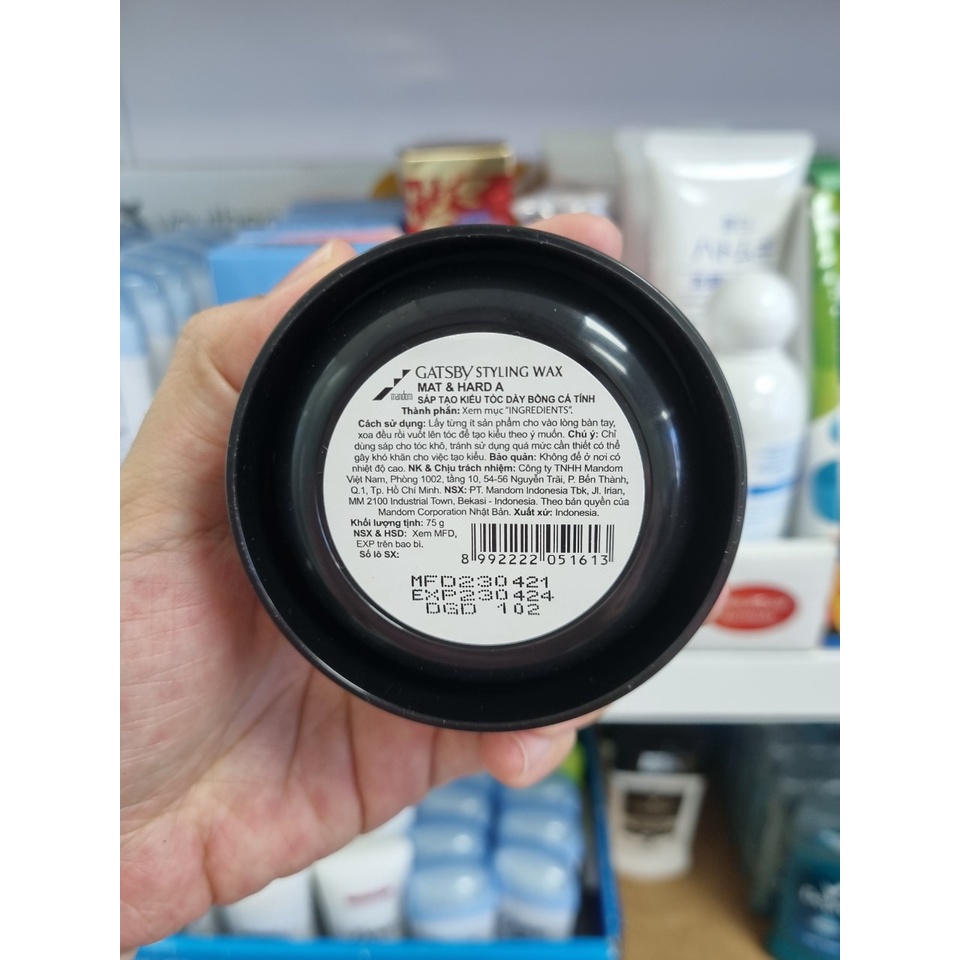 mandom
GATSBY STYLING WAX
MAT & HARD A
SÁP TẠO KIỂU TÓC DÀY BỒNG CÁ TÍNH
Thành phần: Xem mục "INGREDIENTS".
Cách sử dụng: Lấy từng ít sản phẩm cho vào lòng bàn tay,
xoa đều rồi vuốt lên tóc để tạo kiểu theo ý muốn. Chú ý: Chỉ
dùng sáp cho tóc khô, tránh sử dụng quá mức cần thiết có thể
gây khó khăn cho việc tạo kiểu. Bảo quản: Không để ở nơi có
nhiệt độ cao. NK & Chịu trách nhiệm: Công ty TNHH Mandom
Việt Nam, Phòng 1002, tầng 10, 54-56 Nguyễn Trãi, P. Bến Thành,
Q.1, Tp. Hồ Chí Minh. NSX: PT. Mandom Indonesia Tbk, Jl. Irian,
MM 2100 Industrial Town, Bekasi - Indonesia. Theo bản quyền của
Mandom Corporation Nhật Bản. Xuất xứ: Indonesia.
Khối lượng tịnh: 75 g
NSX & HSD: Xem MFD,
EXP trên bao bì.
Số lô SX:
8 992222 051613
MFD230421
EXP230424
DGD 102